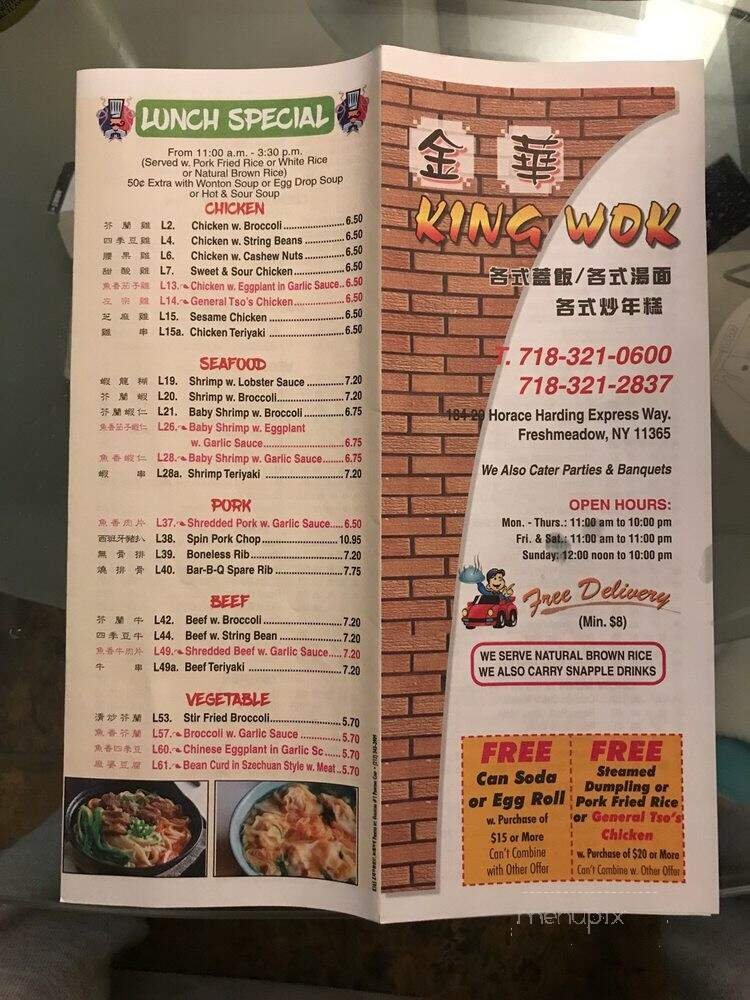 LUNCH SPECIAL
From 11:00 a.m. - 3:30 p.m.
(Served w. Pork Fried Rice or White Rice
or Natural Brown Rice)
50¢ Extra with Wonton Soup or Egg Drop Soup
or Hot & Sour Soup
CHICKEN
芥蘭雞 L2. Chicken w. Broccoli 6.50
四季豆雞 L4. Chicken w. String Beans 6.50
腰果雞 L6. Chicken w. Cashew Nuts 6.50
甜酸雞 L7. Sweet & Sour Chicken 6.50
魚香茄子雞 L13. Chicken w. Eggplant in Garlic Sauce 6.50
左宗雞 L14. General Tso's Chicken 6.50
芝麻雞 L15. Sesame Chicken 6.50
雞串 L15a. Chicken Teriyaki 6.50
SEAFOOD
蝦龍糊 L19. Shrimp w. Lobster Sauce 7.20
芥蘭蝦 L20. Shrimp w. Broccoli 7.20
芥蘭蝦仁 L21. Baby Shrimp w. Broccoli 6.75
魚香茄子蝦仁 L26. Baby Shrimp w. Eggplant
w. Garlic Sauce 6.75
魚香蝦仁 L28. Baby Shrimp w. Garlic Sauce 6.75
蝦串 L28a. Shrimp Teriyaki 7.20
PORK
魚香肉片 L37. Shredded Pork w. Garlic Sauce 6.50
西班牙豬扒 L38. Spin Pork Chop 10.95
無骨排 L39. Boneless Rib 7.20
燒排骨 L40. Bar-B-Q Spare Rib 7.75
BEEF
芥蘭牛 L42. Beef w. Broccoli 7.20
四季豆牛 L44. Beef w. String Bean 7.20
魚香牛肉片 L49. Shredded Beef w. Garlic Sauce 7.20
牛串 L49a. Beef Teriyaki 7.20
VEGETABLE
清炒芥蘭 L53. Stir Fried Broccoli 5.70
魚香芥蘭 L57. Broccoli w. Garlic Sauce 5.70
魚香四季豆 L60. Chinese Eggplant in Garlic Sc 5.70
麻婆豆腐 L61. Bean Curd in Szechuan Style w. Meat 5.70
金華
KING WOK
各式蓋飯/各式湯面
各式炒年糕
T. 718-321-0600
718-321-2837
184-20 Horace Harding Express Way.
Freshmeadow, NY 11365
We Also Cater Parties & Banquets
OPEN HOURS:
Mon. - Thurs.: 11:00 am to 10:00 pm
Fri. & Sat.: 11:00 am to 11:00 pm
Sunday: 12:00 noon to 10:00 pm
Free Delivery
(Min. $8)
WE SERVE NATURAL BROWN RICE
WE ALSO CARRY SNAPPLE DRINKS
FREE
Can Soda
or Egg Roll
w. Purchase of
$15 or More
Can't Combine
with Other Offer
FREE
Steamed
Dumpling or
Pork Fried Rice
or General Tso's
Chicken
w. Purchase of $20 or More
Can't Combine w. Other Offer
menupix